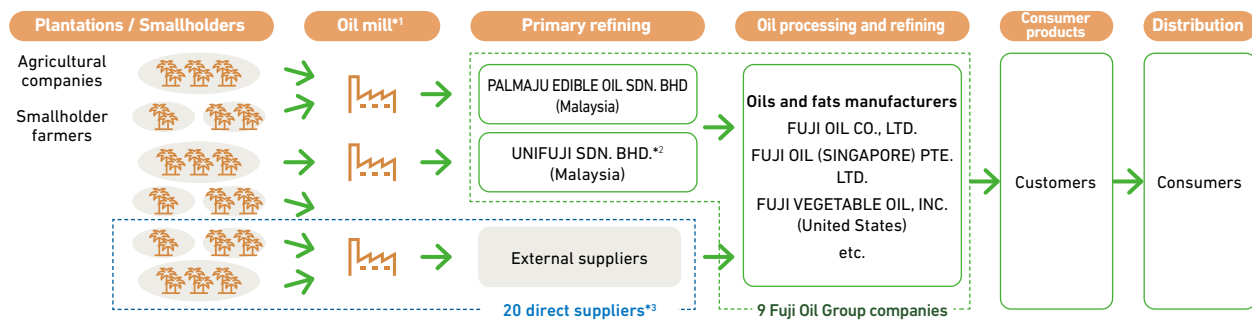 Plantations / Smallholders
Oil mill*1
Primary refining
Oil processing and refining
Consumer
products
Distribution
Agricultural
companies
Smallholder
farmers
PALMAJU EDIBLE OIL SDN. BHD
(Malaysia)
UNIFUJI SDN. BHD.*2
(Malaysia)
External suppliers
Oils and fats manufacturers
FUJI OIL CO., LTD.
FUJI OIL (SINGAPORE) PTE.
LTD.
FUJI VEGETABLE OIL, INC.
(United States)
etc.
Customers
Consumers
20 direct suppliers*3
9 Fuji Oil Group companies